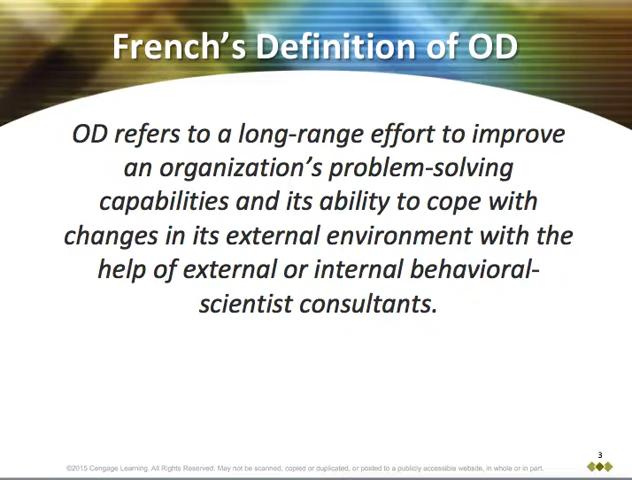 French’s Definition of OD
OD refers to a long-range effort to improve
an organization’s problem-solving
capabilities and its ability to cope with
changes in its external environment with the
help of external or internal behavioral-
scientist consultants.
3
©2015 Cengage Learning. All Rights Reserved. May not be scanned, copied or duplicated, or posted to a publicly accessible website, in whole or in part.